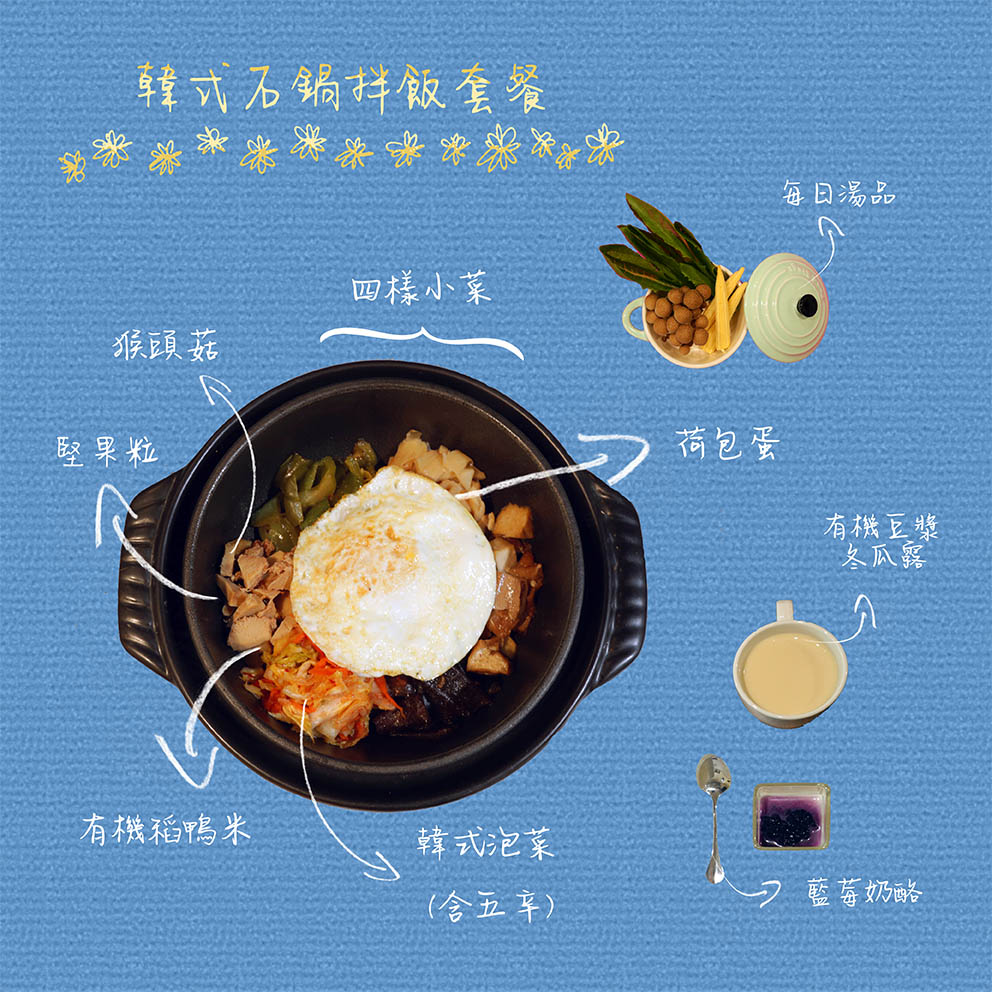 韓式石鍋拌飯套餐
每日湯品
四樣小菜
猴頭菇
堅果粒
荷包蛋
有機豆漿
冬瓜露
有機稻鴨米
韓式泡菜
(含五辛)
藍莓奶酪